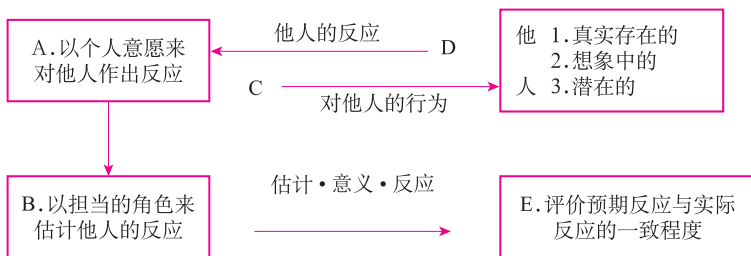 A.以个人意愿来
对他人作出反应
他人的反应
D
C
对他人的行为
他 1.真实存在的
2.想象中的
人 3.潜在的
B.以担当的角色来
估计他人的反应
估计·意义·反应
E.评价预期反应与实际
反应的一致程度